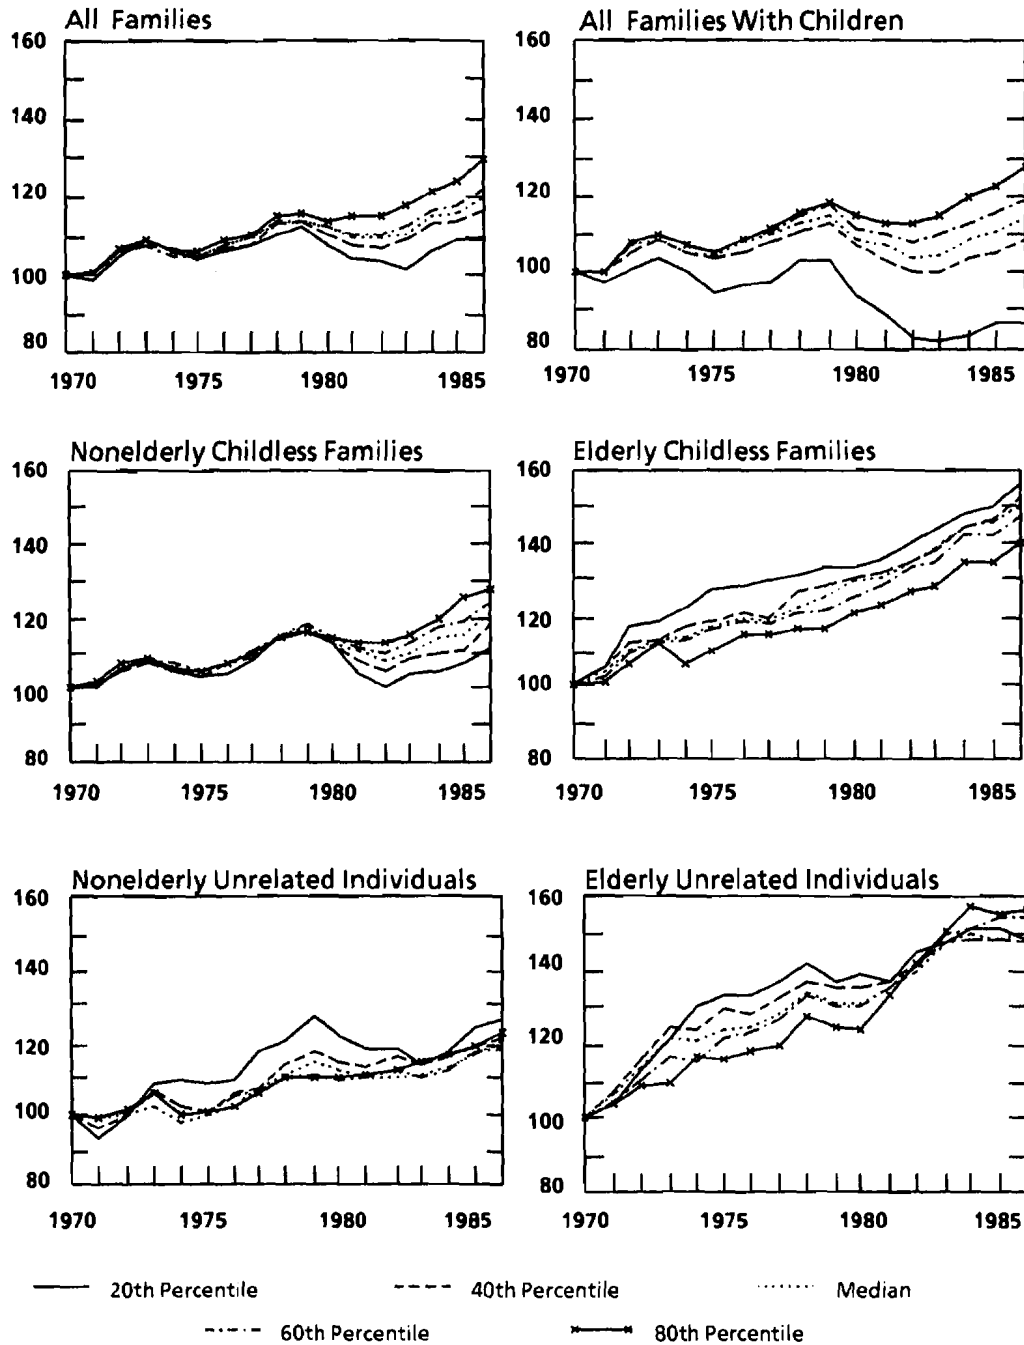 All Families
160
140
120
100
80
1970 1975 1980 1985
All Families With Children
160
140
120
100
80
1970 1975 1980 1985
Nonelderly Childless Families
160
140
120
100
80
1970 1975 1980 1985
Elderly Childless Families
160
140
120
100
80
1970 1975 1980 1985
Nonelderly Unrelated Individuals
160
140
120
100
80
1970 1975 1980 1985
Elderly Unrelated Individuals
160
140
120
100
80
1970 1975 1980 1985
20th Percentile 40th Percentile Median
60th Percentile 80th Percentile